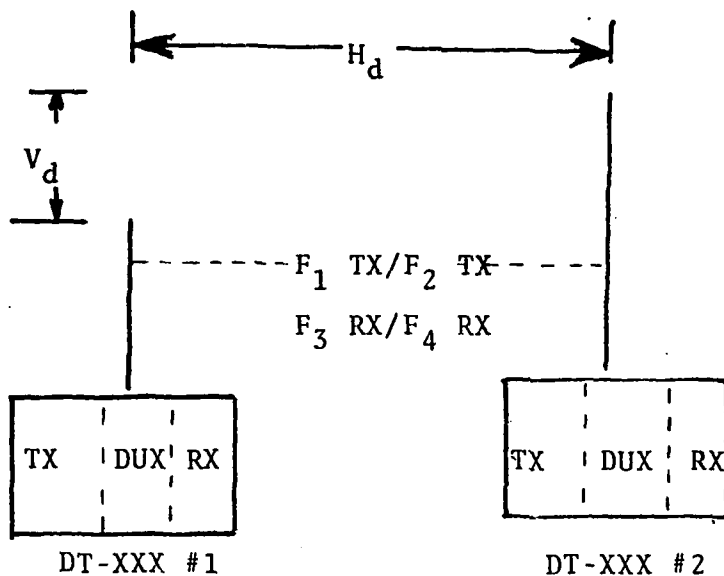 H_d
V_d
F_1 TX/F_2 TX
F_3 RX/F_4 RX
TX DUX RX
TX DUX RX
DT-XXX #1
DT-XXX #2